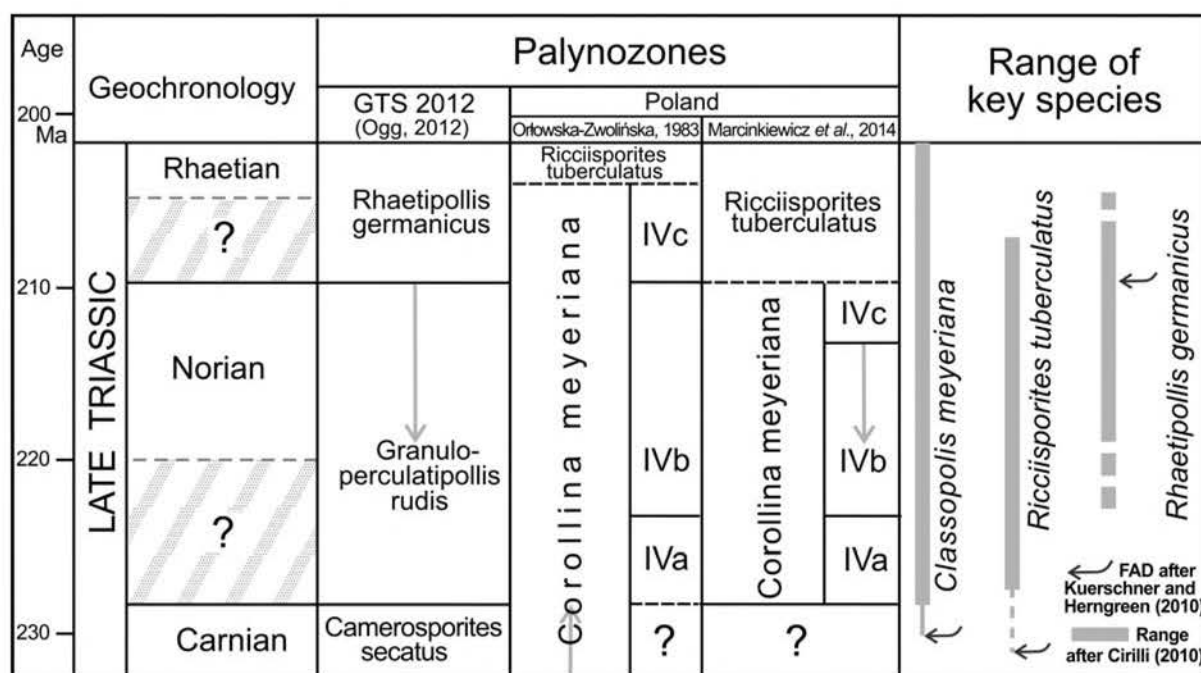 Age
200
Ma
210
220
230
Geochronology
LATE TRIASSIC
Rhaetian
?
Norian
?
Carnian
Palynozones
GTS 2012
(Ogg, 2012)
Rhaetipollis
germanicus
Granulo-
perculatipollis
rudis
Camerosporites
secatus
Poland
Orłowska-Zwolińska, 1983
Ricciisporites
tuberculatus
Corollina meyeriana
IVc
IVb
IVa
?
Marcinkiewicz et al., 2014
Ricciisporites
tuberculatus
Corollina meyeriana
IVc
IVb
IVa
?
Range of
key species
Classopolis meyeriana
Ricciisporites tuberculatus
Rhaetipollis germanicus
FAD after
Kuerschner and
Herngreen (2010)
Range
after Cirilli (2010)